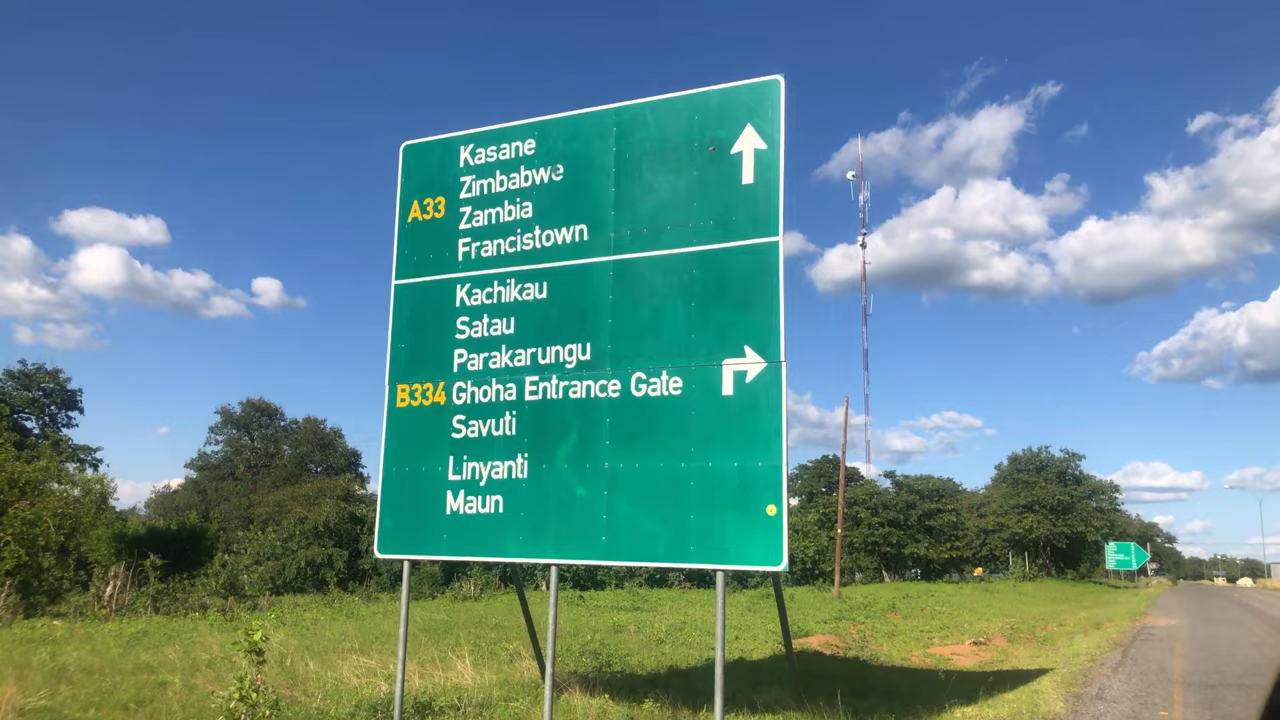 Kasane
Zimbabwe
A33
Zambia
Francistown
Kachikau
Satau
Parakarungu
B334 Ghoha Entrance Gate
Savuti
Linyanti
Maun